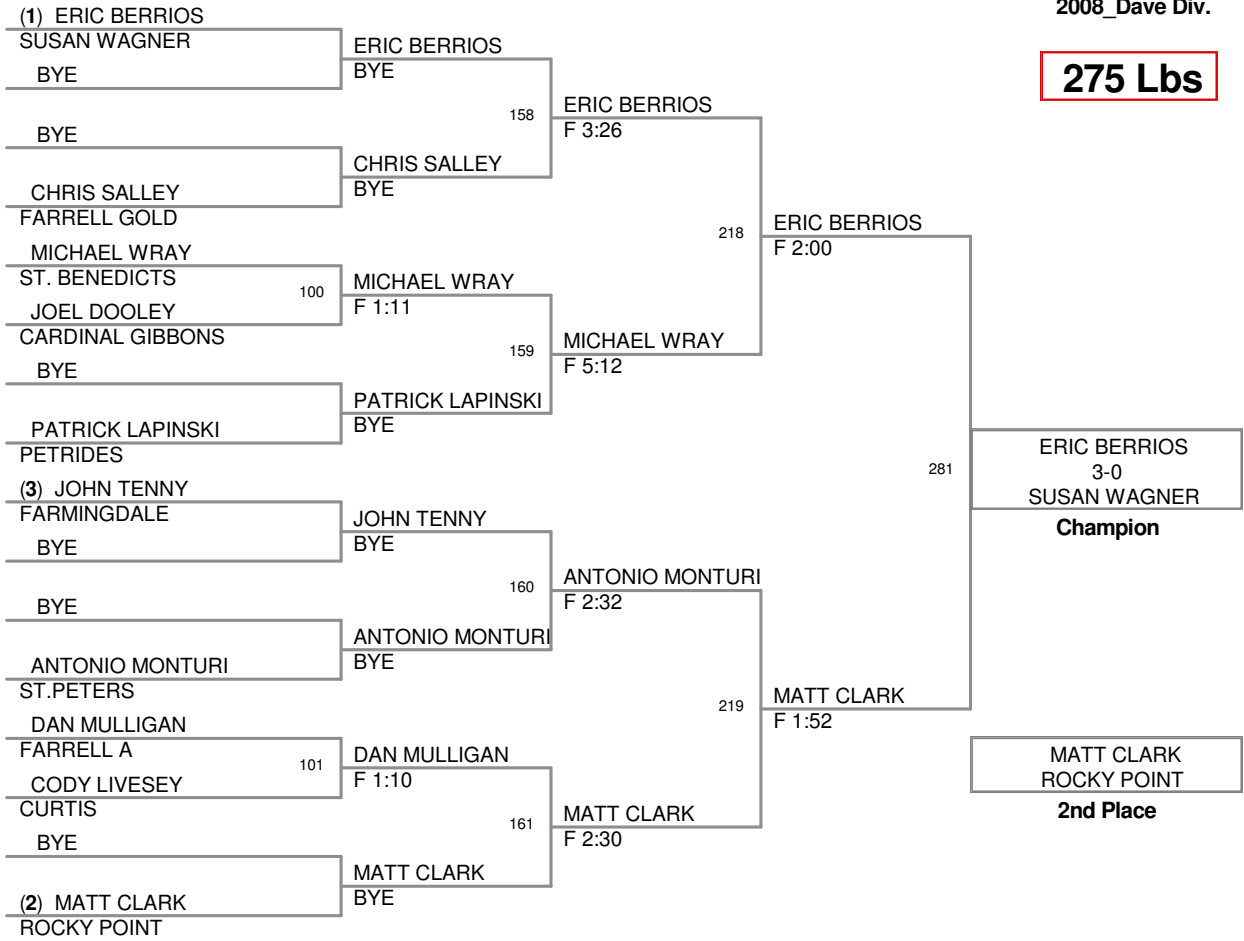 2008_Dave Div.
275 Lbs
(1) ERIC BERRIOS
SUSAN WAGNER
BYE
BYE
CHRIS SALLEY
FARRELL GOLD
MICHAEL WRAY
ST. BENEDICTS
JOEL DOOLEY
CARDINAL GIBBONS
BYE
PATRICK LAPINSKI
PETRIDES
(3) JOHN TENNY
FARMINGDALE
BYE
BYE
ANTONIO MONTURI
ST.PETERS
DAN MULLIGAN
FARRELL A
CODY LIVESEY
CURTIS
BYE
(2) MATT CLARK
ROCKY POINT
100
101
ERIC BERRIOS
BYE
CHRIS SALLEY
BYE
MICHAEL WRAY
F 1:11
PATRICK LAPINSKI
BYE
JOHN TENNY
BYE
ANTONIO MONTURI
BYE
DAN MULLIGAN
F 1:10
MATT CLARK
BYE
158
159
160
161
ERIC BERRIOS
F 3:26
MICHAEL WRAY
F 5:12
ANTONIO MONTURI
F 2:32
MATT CLARK
F 2:30
218
219
ERIC BERRIOS
F 2:00
MATT CLARK
F 1:52
281
ERIC BERRIOS
3-0
SUSAN WAGNER
Champion
MATT CLARK
ROCKY POINT
2nd Place